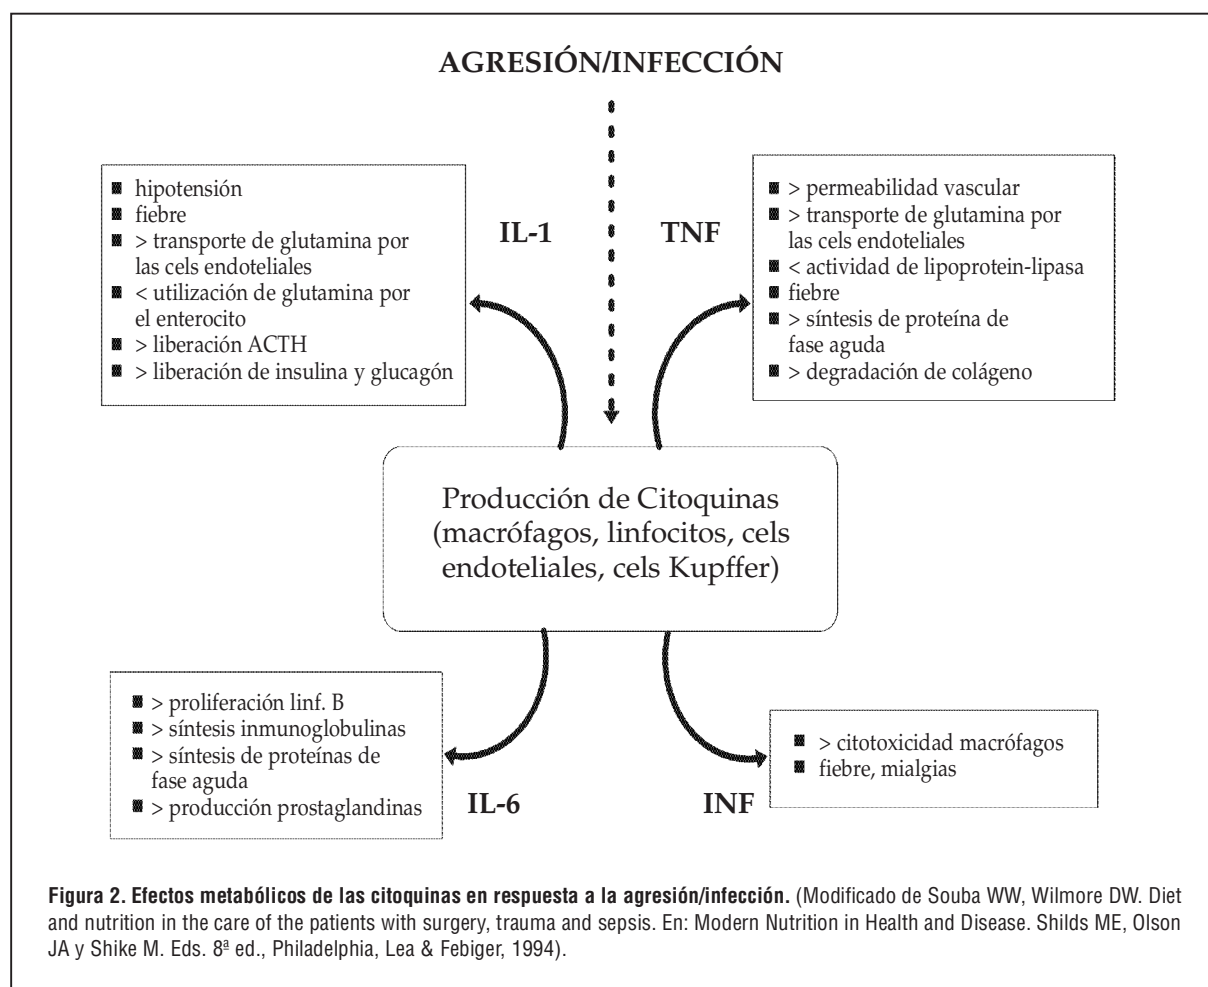 AGRESIÓN/INFECCIÓN
■ hipotensión
■ fiebre
■ > transporte de glutamina por
las cels endoteliales
■ < utilización de glutamina por
el enterocito
■ > liberación ACTH
■ > liberación de insulina y glucagón
IL-1
TNF
■ > permeabilidad vascular
■ > transporte de glutamina por
las cels endoteliales
■ < actividad de lipoprotein-lipasa
■ fiebre
■ > síntesis de proteína de
fase aguda
■ > degradación de colágeno
Producción de Citoquinas
(macrófagos, linfocitos, cels
endoteliales, cels Kupffer)
■ > proliferación linf. B
■ > síntesis inmunoglobulinas
■ > síntesis de proteínas de
fase aguda
■ > producción prostaglandinas
IL-6
INF
■ > citotoxicidad macrófagos
■ fiebre, mialgias
Figura 2. Efectos metabólicos de las citoquinas en respuesta a la agresión/infección. (Modificado de Souba WW, Wilmore DW. Diet
and nutrition in the care of the patients with surgery, trauma and sepsis. En: Modern Nutrition in Health and Disease. Shilds ME, Olson
JA y Shike M. Eds. 8ª ed., Philadelphia, Lea & Febiger, 1994).